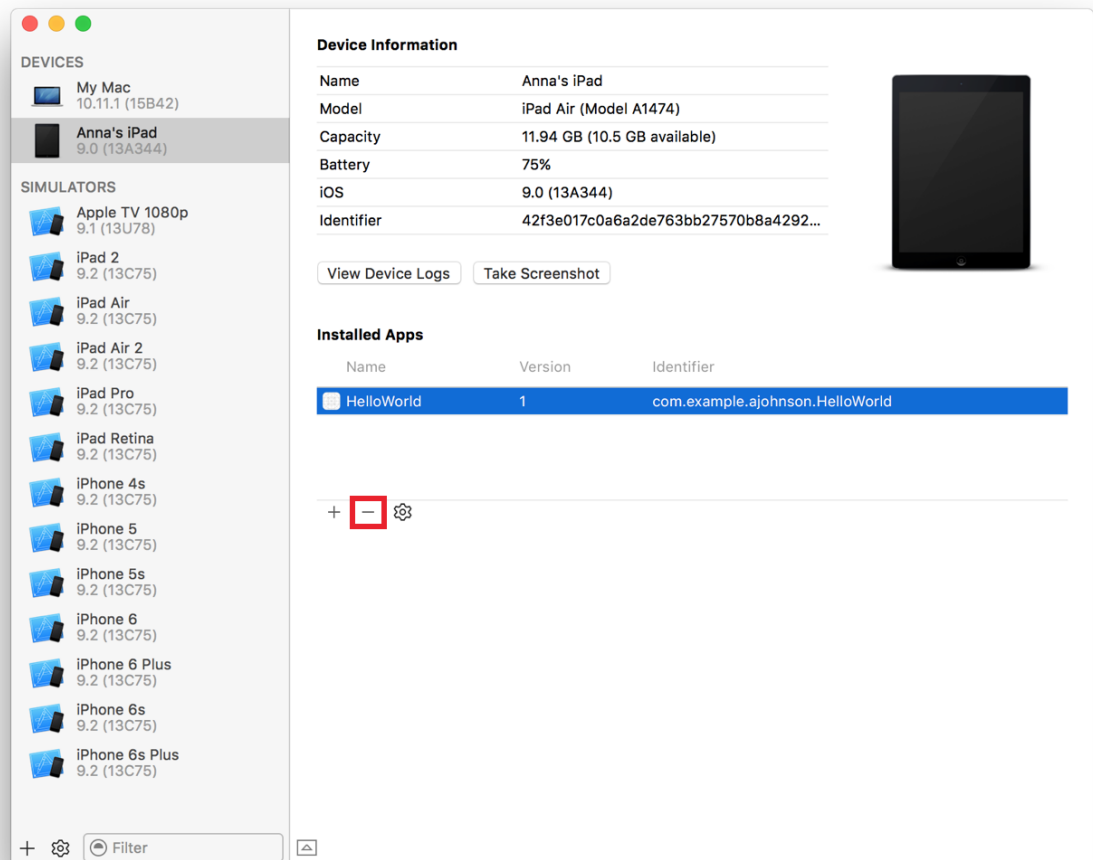 DEVICES
My Mac
10.11.1 (15B42)
Anna's iPad
9.0 (13A344)
SIMULATORS
Apple TV 1080p
9.1 (13U78)
iPad 2
9.2 (13C75)
iPad Air
9.2 (13C75)
iPad Air 2
9.2 (13C75)
iPad Pro
9.2 (13C75)
iPad Retina
9.2 (13C75)
iPhone 4s
9.2 (13C75)
iPhone 5
9.2 (13C75)
iPhone 5s
9.2 (13C75)
iPhone 6
9.2 (13C75)
iPhone 6 Plus
9.2 (13C75)
iPhone 6s
9.2 (13C75)
iPhone 6s Plus
9.2 (13C75)
Filter
Device Information
Name Anna's iPad
Model iPad Air (Model A1474)
Capacity 11.94 GB (10.5 GB available)
Battery 75%
iOS 9.0 (13A344)
Identifier 42f3e017c0a6a2de763bb27570b8a4292...
View Device Logs Take Screenshot
Installed Apps
Name Version Identifier
HelloWorld 1 com.example.ajohnson.HelloWorld